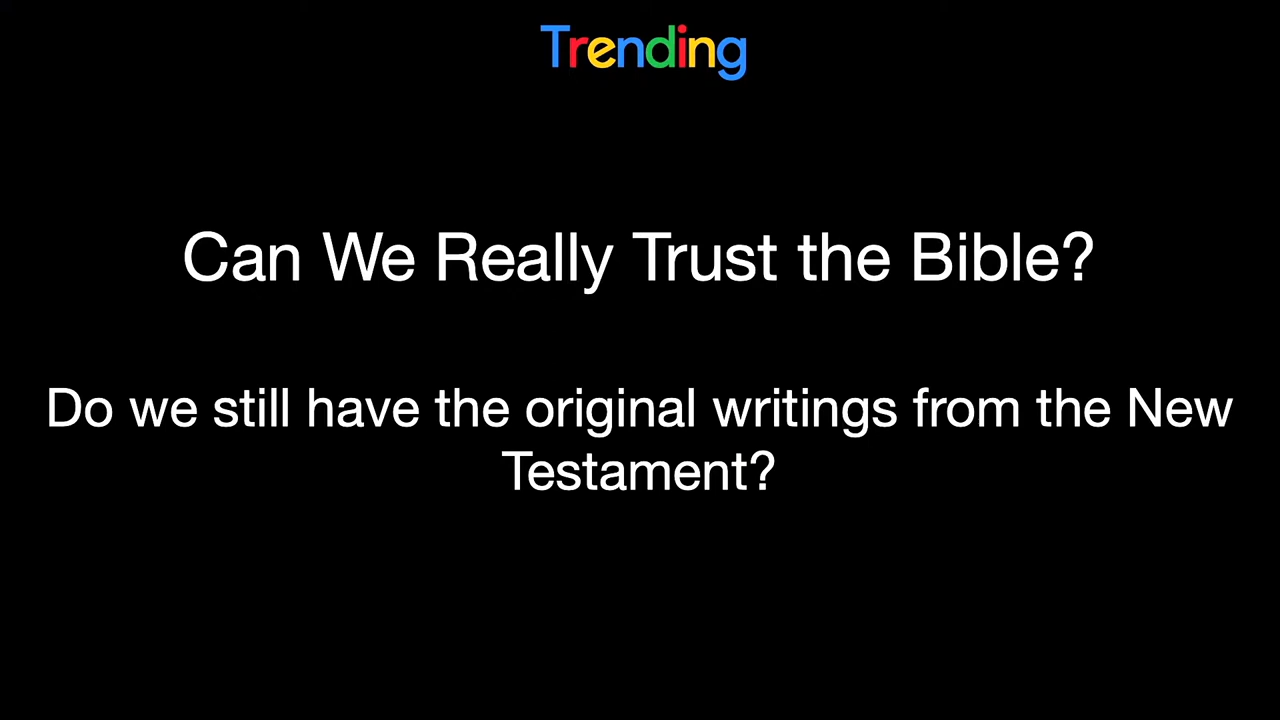 Trending
Can We Really Trust the Bible?
Do we still have the original writings from the New
Testament?